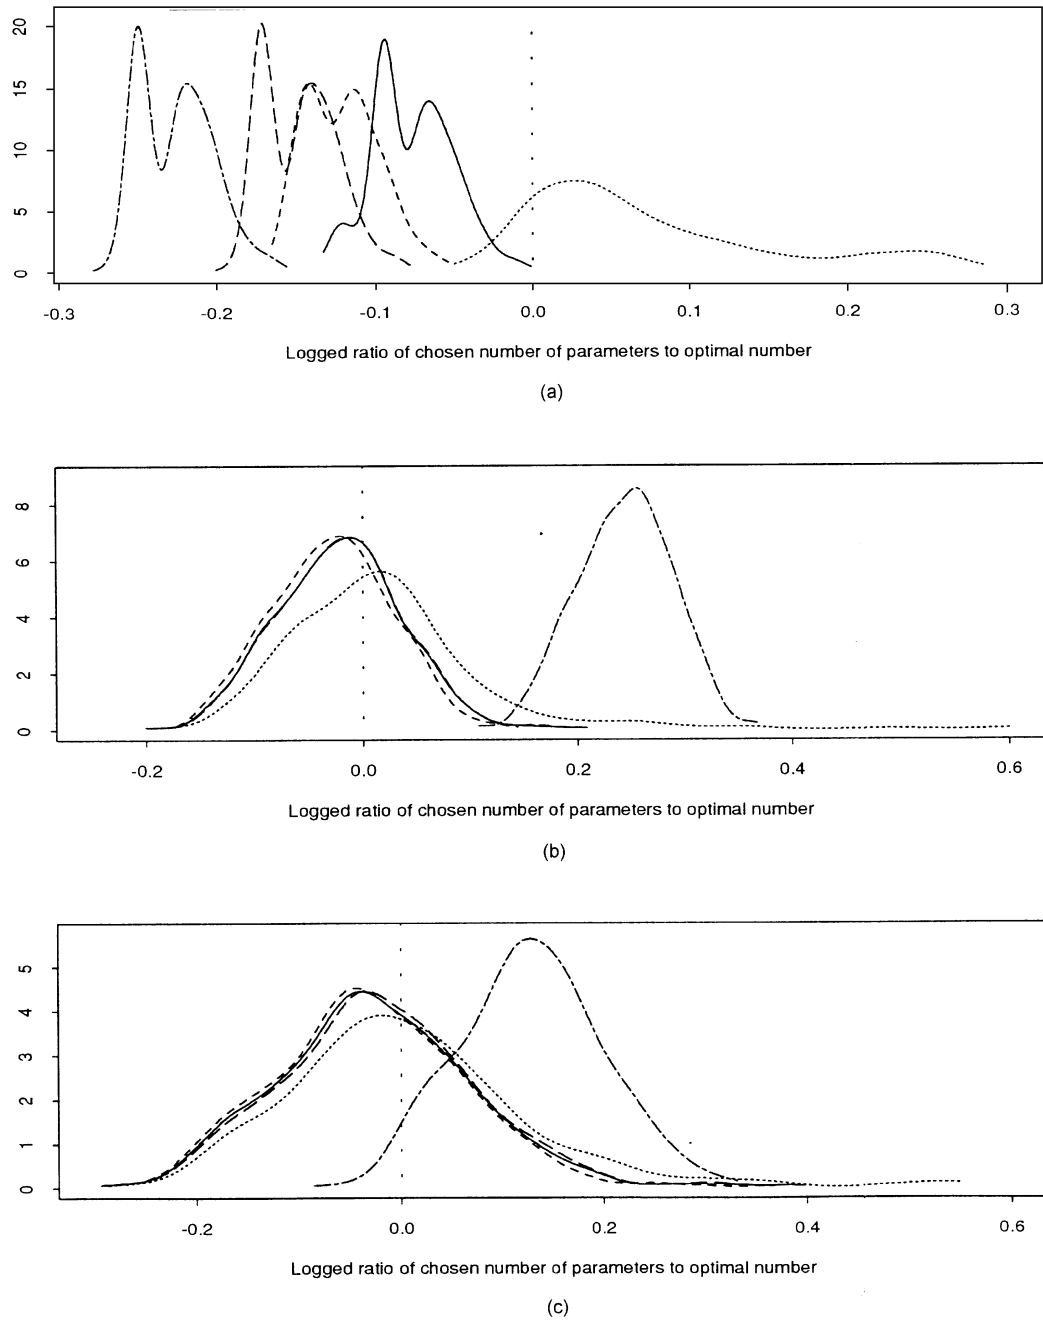 20
15
10
5
0
-0.3 -0.2 -0.1 0.0 0.1 0.2 0.3
Logged ratio of chosen number of parameters to optimal number
(a)
8
6
4
2
0
-0.2 0.0 0.2 0.4 0.6
Logged ratio of chosen number of parameters to optimal number
(b)
5
4
3
2
1
0
-0.2 0.0 0.2 0.4 0.6
Logged ratio of chosen number of parameters to optimal number
(c)